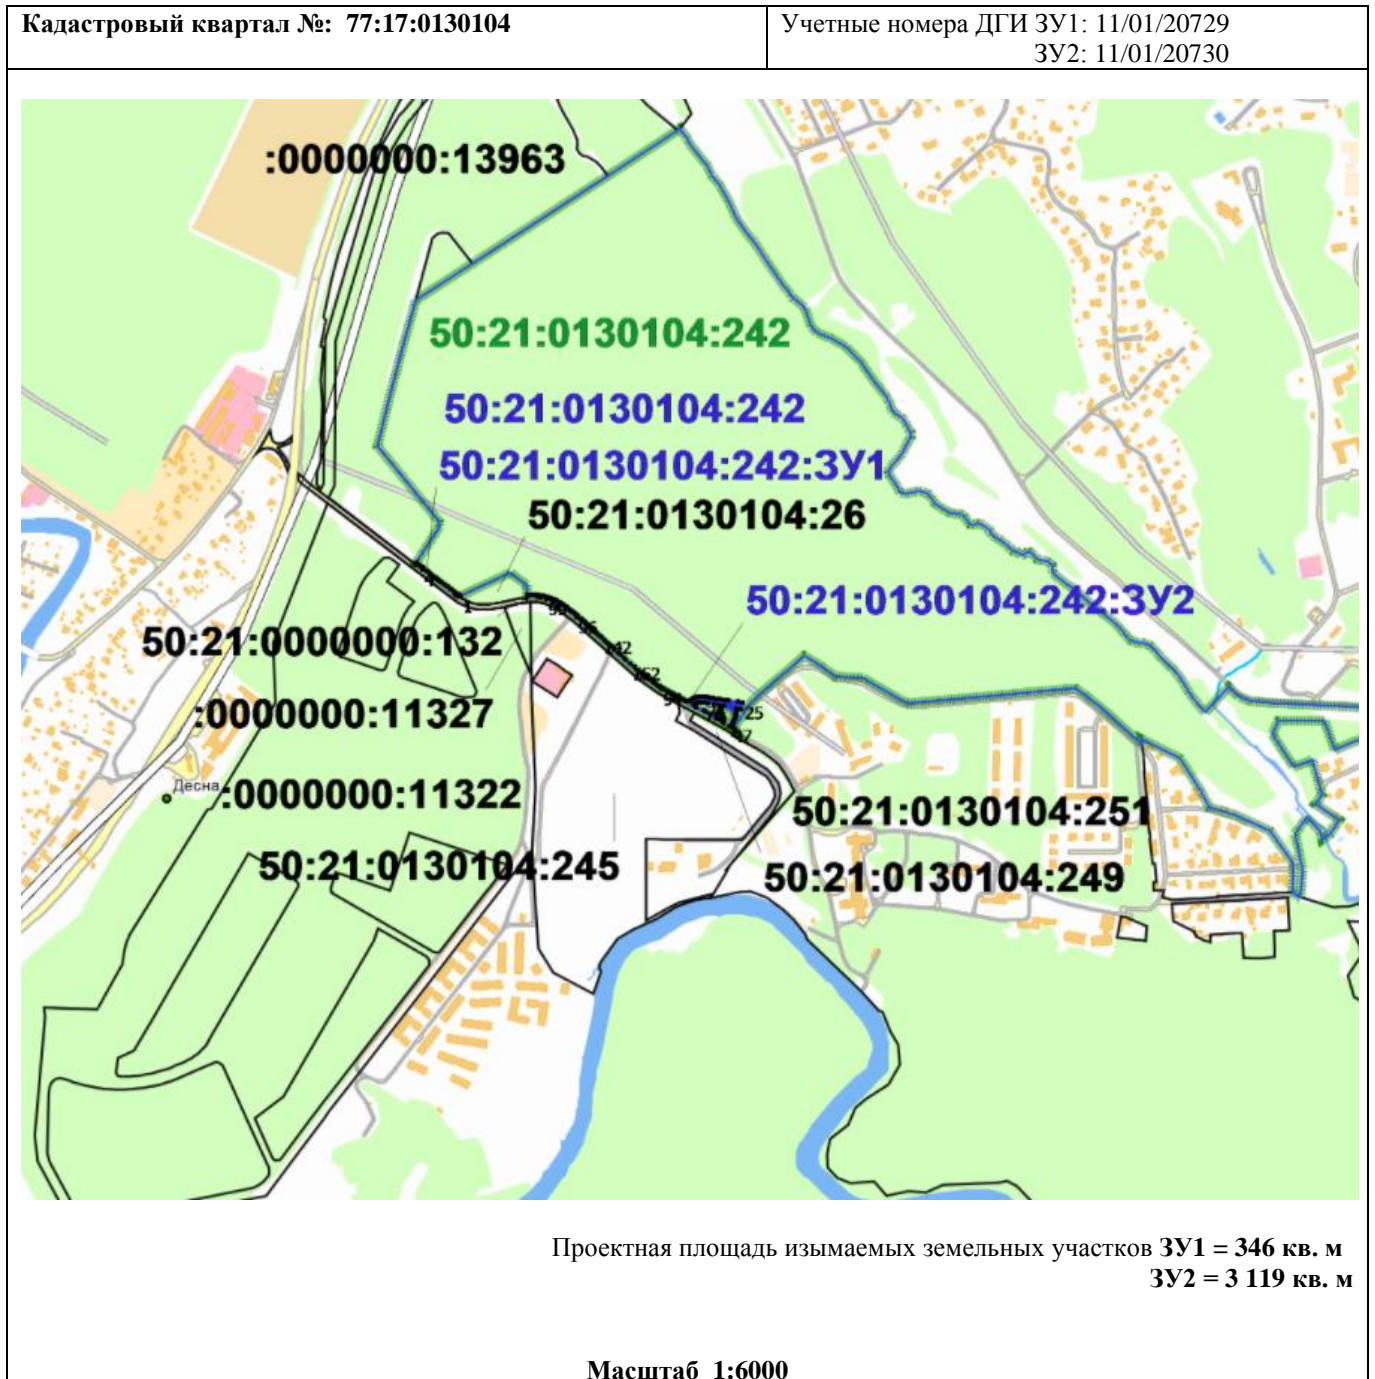 Кадастровый квартал №: 77:17:0130104
Учетные номера ДГИ ЗУ1: 11/01/20729
ЗУ2: 11/01/20730
:0000000:13963
50:21:0130104:242
50:21:0130104:242
50:21:0130104:242:ЗУ1
50:21:0130104:26
50:21:0130104:242:ЗУ2
1
50:21:0000000:132
25
:0000000:11327
Десна
:0000000:11322
50:21:0130104:251
50:21:0130104:245
50:21:0130104:249
Проектная площадь изымаемых земельных участков ЗУ1 = 346 кв. м
ЗУ2 = 3 119 кв. м
Масштаб 1:6000